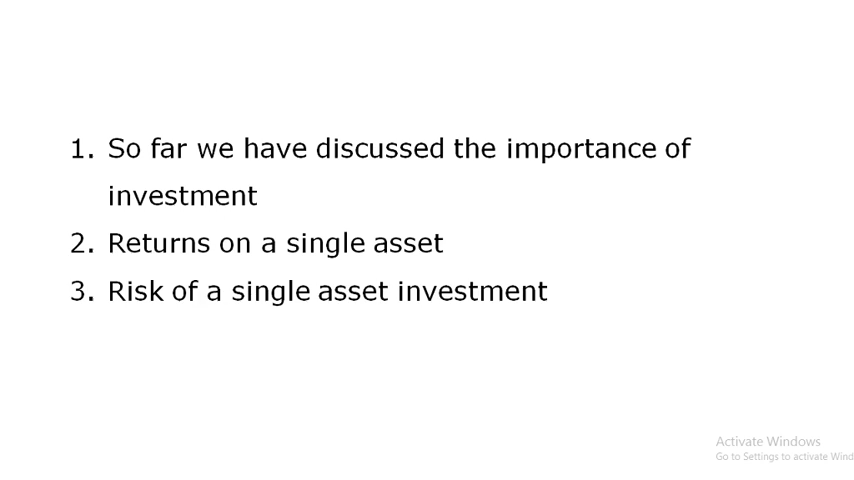 1. So far we have discussed the importance of
investment
2. Returns on a single asset
3. Risk of a single asset investment
Activate Windows
Go to Settings to activate Wind